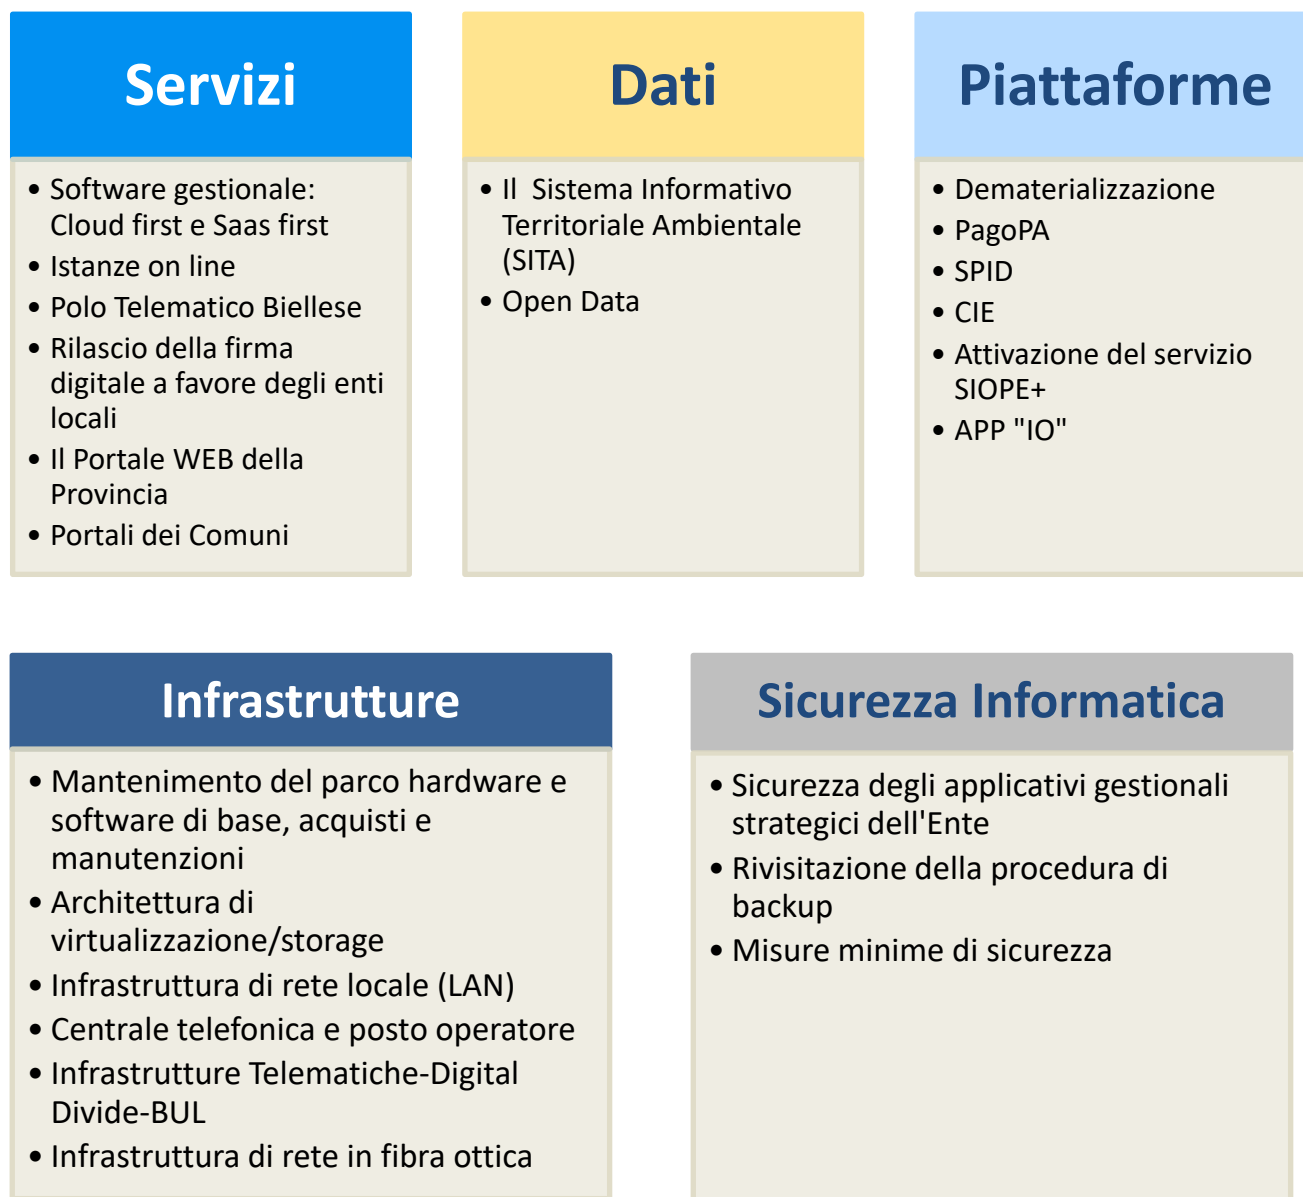 Servizi
• Software gestionale:
Cloud first e Saas first
• Istanze on line
• Polo Telematico Biellese
• Rilascio della firma
digitale a favore degli enti
locali
• Il Portale WEB della
Provincia
• Portali dei Comuni
Dati
• Il Sistema Informativo
Territoriale Ambientale
(SITA)
• Open Data
Piattaforme
• Dematerializzazione
• PagoPA
• SPID
• CIE
• Attivazione del servizio
SIOPE+
• APP "IO"
Infrastrutture
• Mantenimento del parco hardware e
software di base, acquisti e
manutenzioni
• Architettura di
virtualizzazione/storage
• Infrastruttura di rete locale (LAN)
• Centrale telefonica e posto operatore
• Infrastrutture Telematiche-Digital
Divide-BUL
• Infrastruttura di rete in fibra ottica
Sicurezza Informatica
• Sicurezza degli applicativi gestionali
strategici dell'Ente
• Rivisitazione della procedura di
backup
• Misure minime di sicurezza